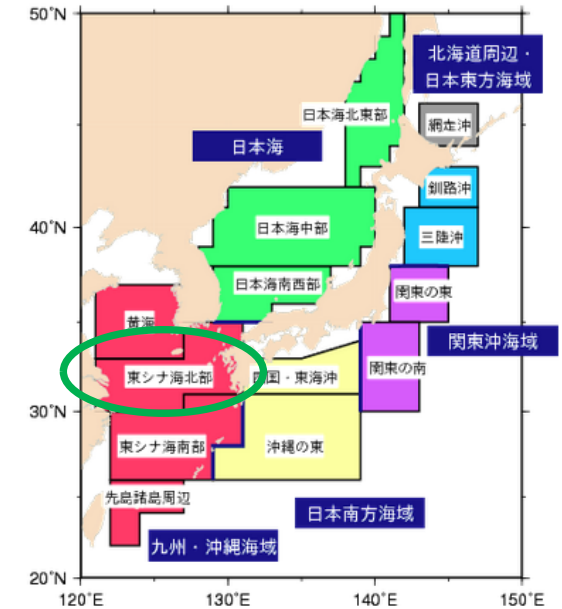 50°N
北海道周辺・
日本東方海域
日本海北東部
網走沖
日本海
釧路沖
40°N
日本海中部
三陸沖
日本海南西部
関東の東
黄海
関東沖海域
東シナ海北部
国・東海沖
関東の南
30°N
東シナ海南部
沖縄の東
先島諸島周辺
日本南方海域
九州・沖縄海域
20°N
120°E
130°E
140°E
150°E